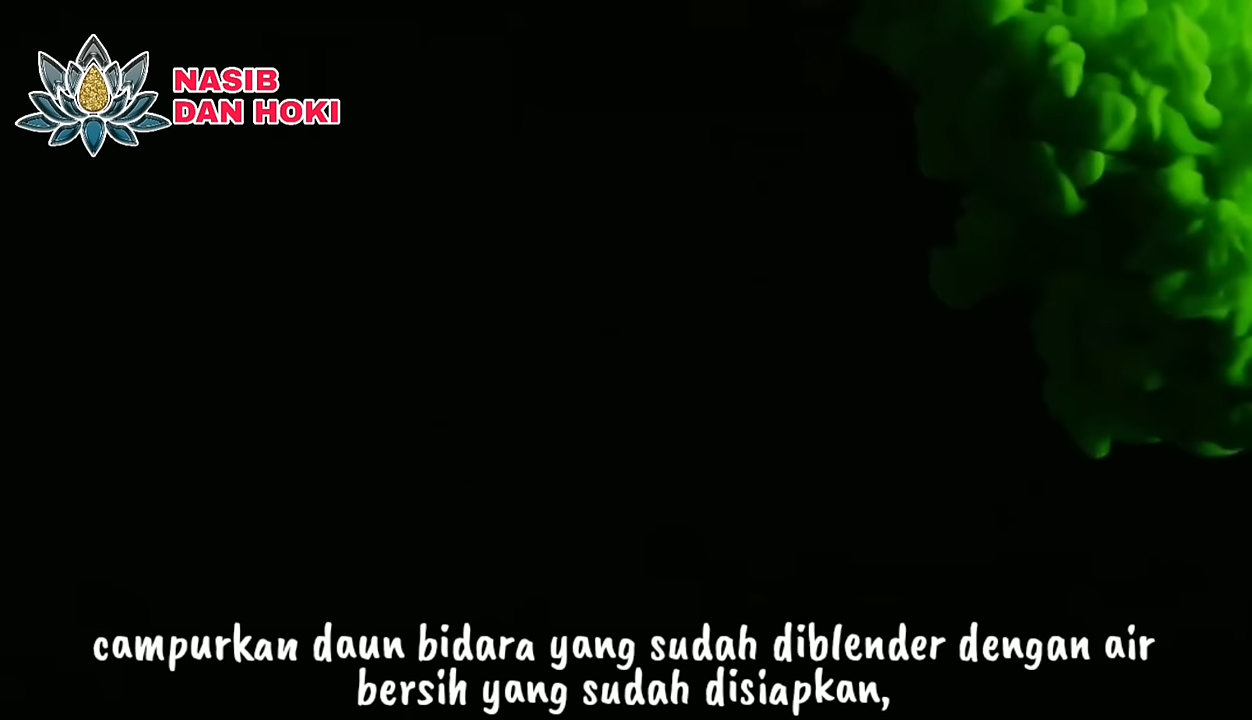 NASIB
DAN HOKI
campurkan daun bidara yang sudah diblender dengan air
bersih yang sudah disiapkan,